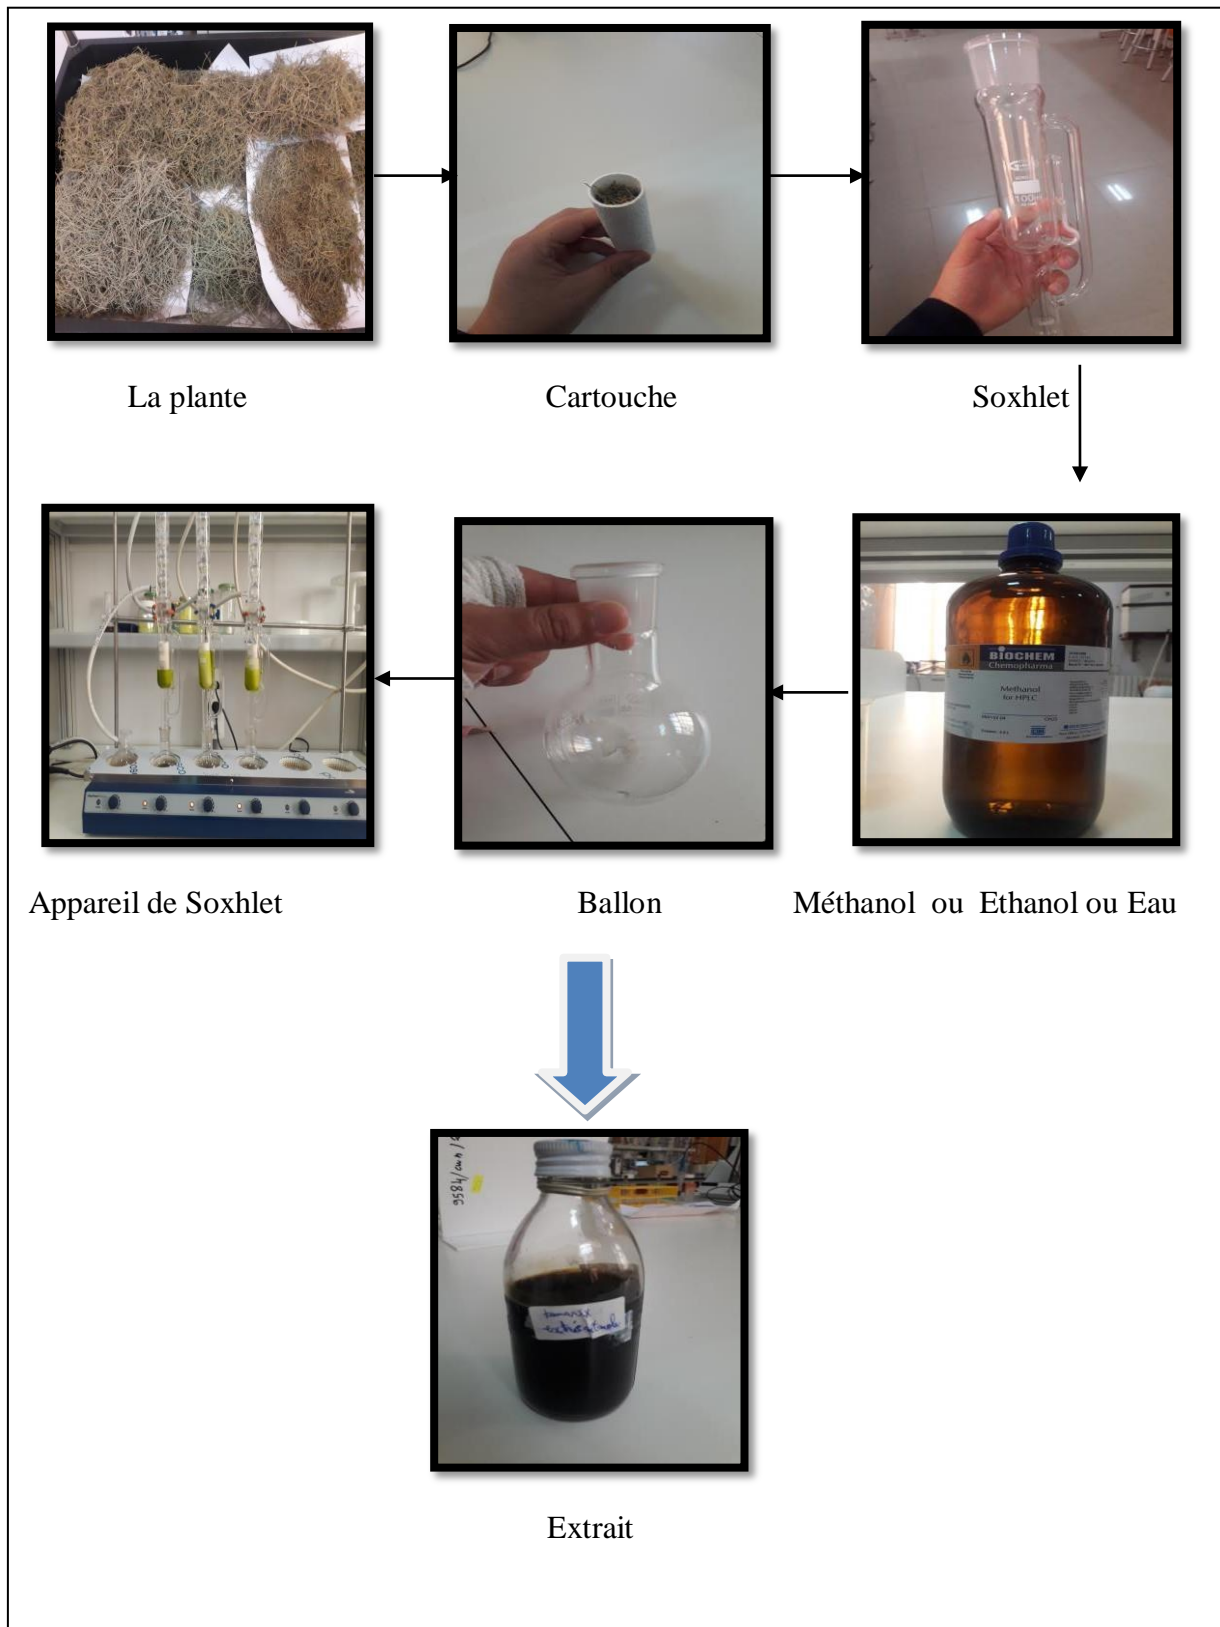 100ml
La plante
Cartouche
Soxhlet
BIOCHEM
Chemopharma
Methanol
for HPLC
Appareil de Soxhlet
Ballon
Méthanol ou Ethanol ou Eau
Extrait